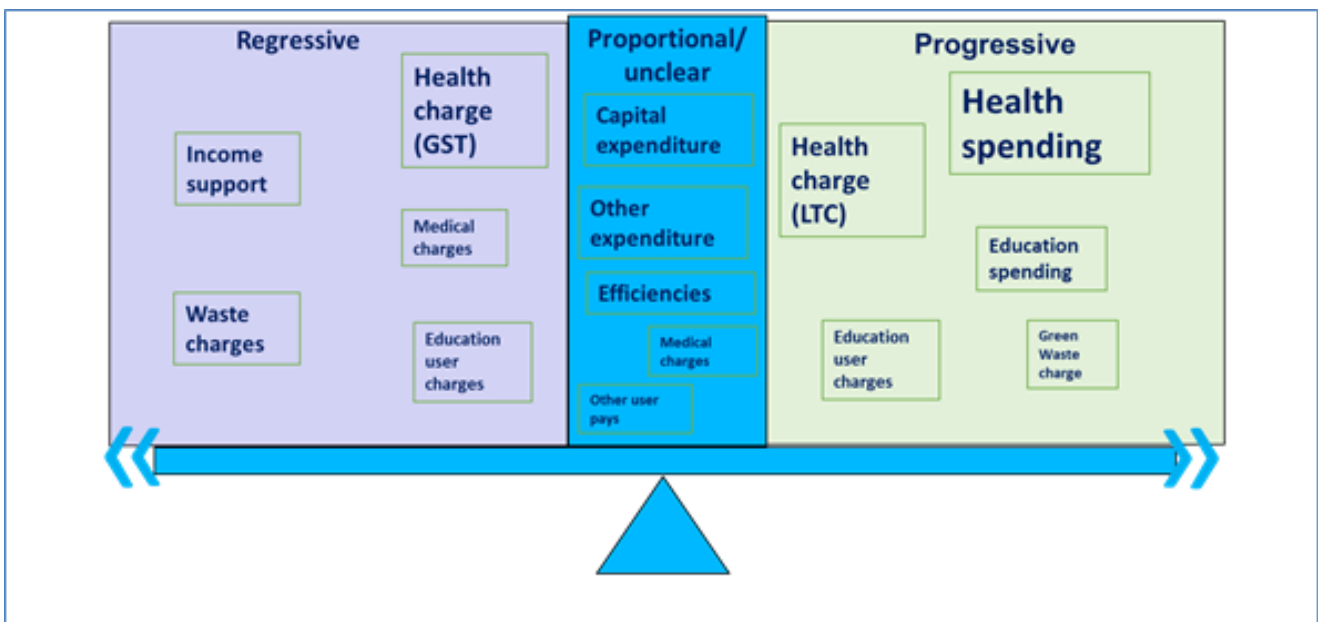 Regressive
Health
charge
(GST)
Income
support
Medical
charges
Waste
charges
Education
user
charges
Proportional/
unclear
Capital
expenditure
Other
expenditure
Efficiencies
Medical
charges
Other user
pays
Progressive
Health
spending
Health
charge
(LTC)
Education
spending
Education
user
charges
Green
Waste
charge